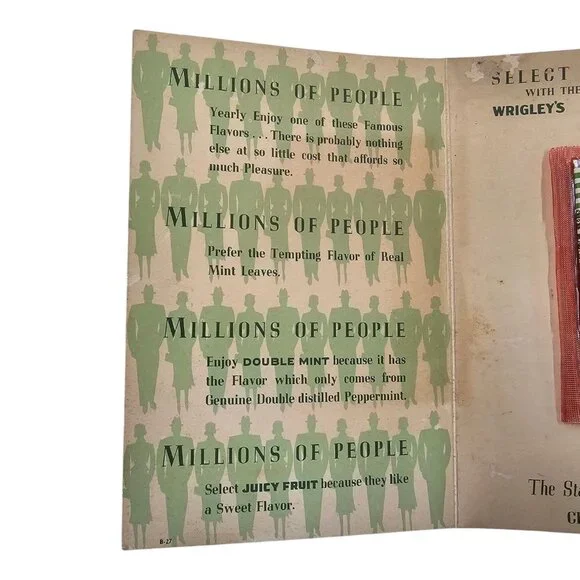 MILLIONS OF PEOPLE
Yearly Enjoy one of these Famous
Flavors . . . There is probably nothing
else at so little cost that affords so
much Pleasure.
MILLIONS OF PEOPLE
Prefer the Tempting Flavor of Real
Mint Leaves.
MILLIONS OF PEOPLE
Enjoy DOUBLE MINT because it has
the Flavor which only comes from
Genuine Double distilled Peppermint.
MILLIONS OF PEOPLE
Select JUICY FRUIT because they like
a Sweet Flavor.
B-27
SELECT
WITH THE
WRIGLEY'S
The